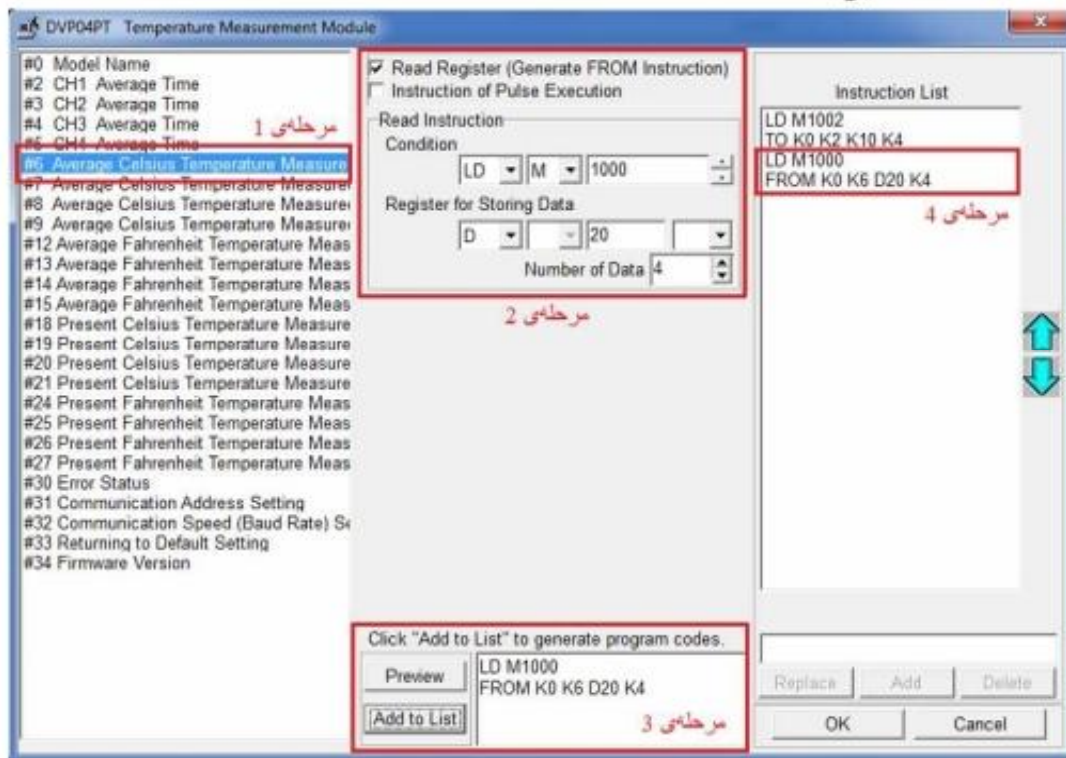 DVP04PT Temperature Measurement Module
#0 Model Name
#2 CH1 Average Time
#3 CH2 Average Time
#4 CH3 Average Time
#5 CH4 Average Time
#6 Average Celsius Temperature Measure
#7 Average Celsius Temperature Measure
#8 Average Celsius Temperature Measure
#9 Average Celsius Temperature Measure
#12 Average Fahrenheit Temperature Meas
#13 Average Fahrenheit Temperature Meas
#14 Average Fahrenheit Temperature Meas
#15 Average Fahrenheit Temperature Meas
#18 Present Celsius Temperature Measure
#19 Present Celsius Temperature Measure
#20 Present Celsius Temperature Measure
#21 Present Celsius Temperature Measure
#24 Present Fahrenheit Temperature Meas
#25 Present Fahrenheit Temperature Meas
#26 Present Fahrenheit Temperature Meas
#27 Present Fahrenheit Temperature Meas
#30 Error Status
#31 Communication Address Setting
#32 Communication Speed (Baud Rate) Se
#33 Returning to Default Setting
#34 Firmware Version
مرحله‌ی 1
Read Register (Generate FROM Instruction)
Instruction of Pulse Execution
Read Instruction
Condition
LD M 1000
Register for Storing Data
D 20
Number of Data 4
مرحله‌ی 2
Click "Add to List" to generate program codes.
Preview
Add to List
LD M1000
FROM K0 K6 D20 K4
مرحله‌ی 3
Instruction List
LD M1002
TO K0 K2 K10 K4
LD M1000
FROM K0 K6 D20 K4
مرحله‌ی 4
Replace Add Delete
OK Cancel